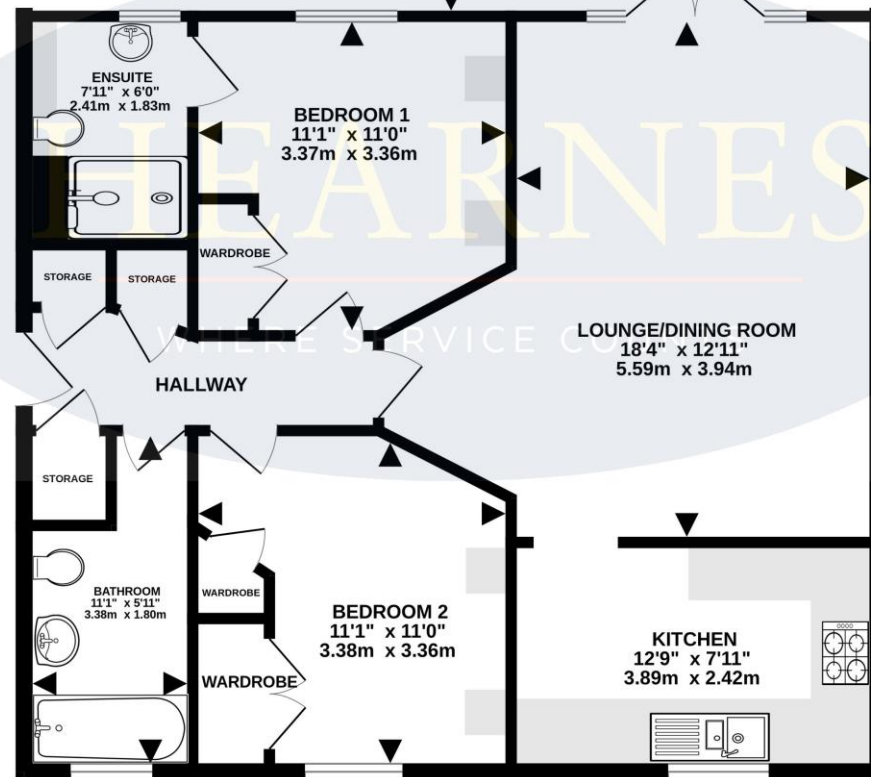 ENSUITE
7'11" x 6'0"
2.41m x 1.83m
BEDROOM 1
11'1" x 11'0"
3.37m x 3.36m
HEARNES
WARDROBE
STORAGE
STORAGE
WHERE SERVICE CO
LOUNGE/DINING ROOM
18'4" x 12'11"
5.59m x 3.94m
HALLWAY
STORAGE
BATHROOM
11'1" x 5'11"
3.38m x 1.80m
WARDROBE
BEDROOM 2
11'1" x 11'0"
3.38m x 3.36m
WARDROBE
KITCHEN
12'9" x 7'11"
3.89m x 2.42m